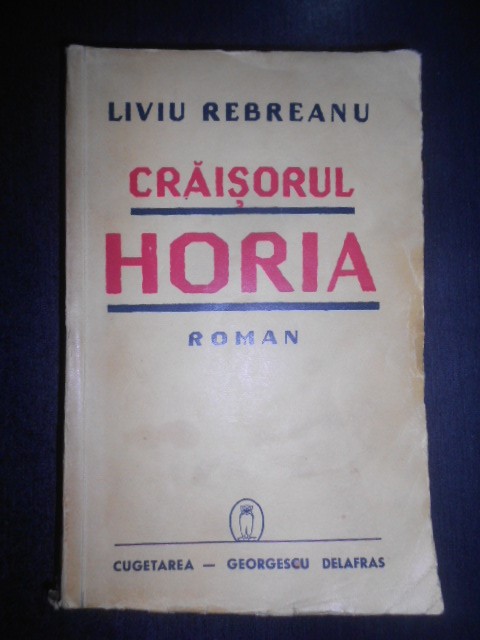 LIVIU REBREANU
CRĂIȘORUL
HORIA
ROMAN
CUGETAREA — GEORGESCU DELAFRAS